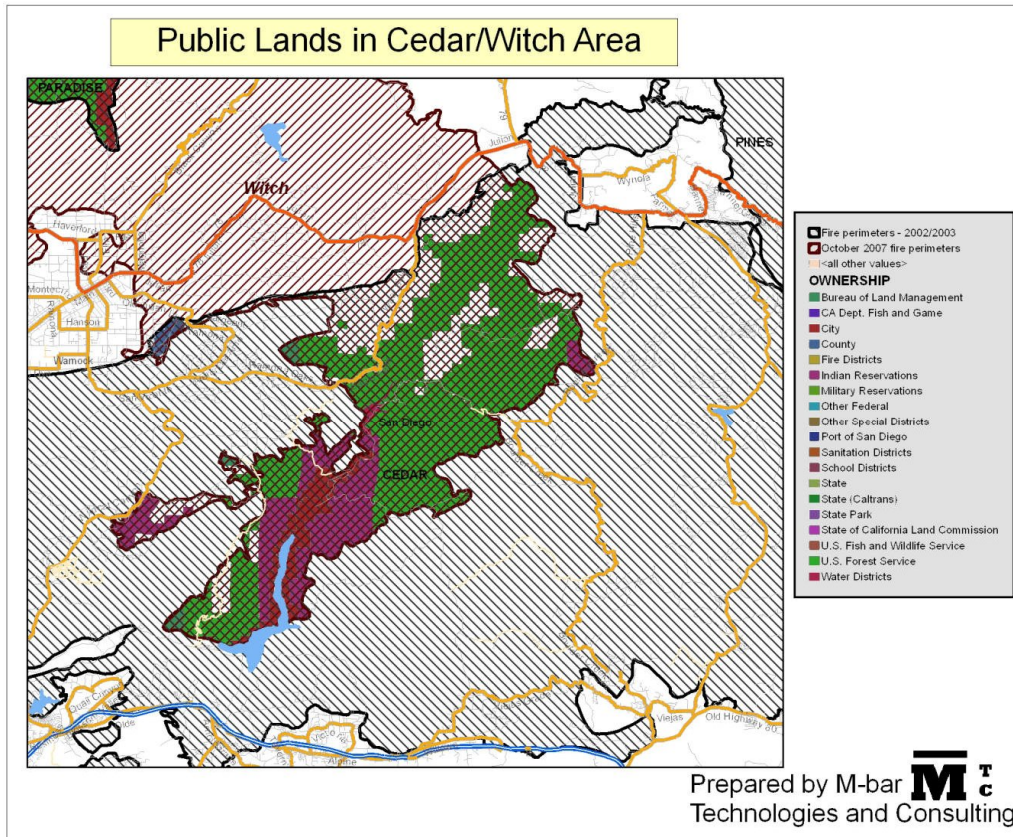 Public Lands in Cedar/Witch Area
PARADISE
PINES
Julian
Wynola
Witch
Haverford
Montecito
Ramona
Hanson
Warnock
San Diego
CEDAR
Viejas
Old Highway 80
Alpine
Fire perimeters - 2002/2003
October 2007 fire perimeters
<all other values>
OWNERSHIP
Bureau of Land Management
CA Dept. Fish and Game
City
County
Fire Districts
Indian Reservations
Military Reservations
Other Federal
Other Special Districts
Port of San Diego
Sanitation Districts
School Districts
State
State (Caltrans)
State Park
State of California Land Commission
U.S. Fish and Wildlife Service
U.S. Forest Service
Water Districts
Prepared by M-bar
Technologies and Consulting
M T C